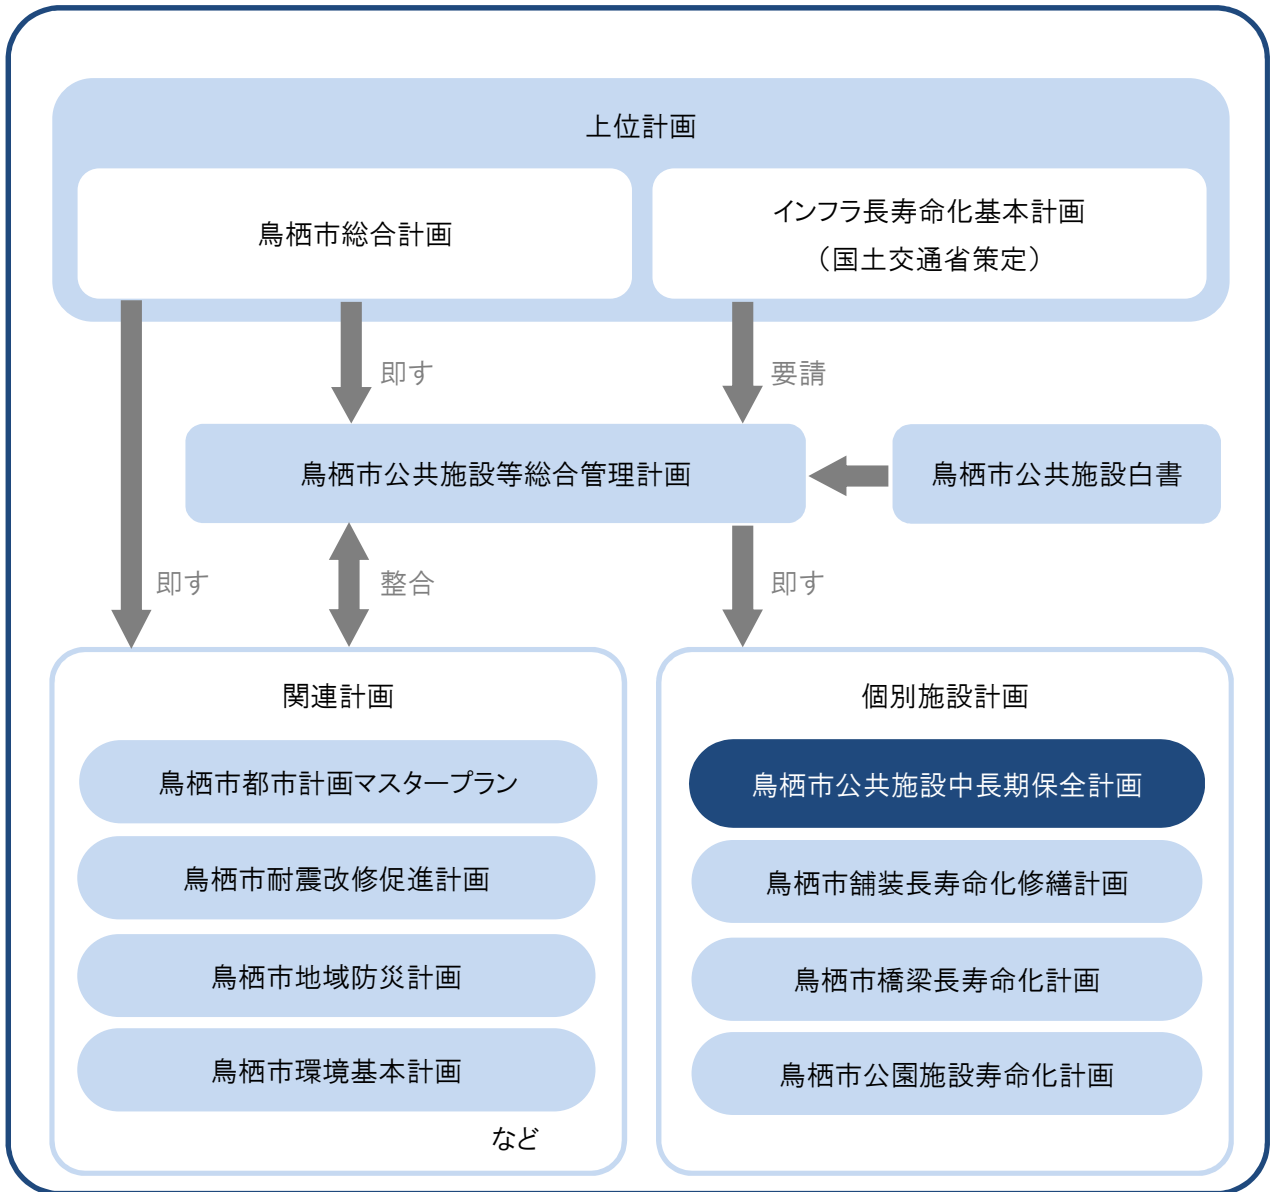 上位計画
鳥栖市総合計画
インフラ長寿命化基本計画
（国土交通省策定）
即す
要請
鳥栖市公共施設等総合管理計画
鳥栖市公共施設白書
即す
整合
即す
関連計画
鳥栖市都市計画マスタープラン
鳥栖市耐震改修促進計画
鳥栖市地域防災計画
鳥栖市環境基本計画
など
個別施設計画
鳥栖市公共施設中長期保全計画
鳥栖市舗装長寿命化修繕計画
鳥栖市橋梁長寿命化計画
鳥栖市公園施設寿命化計画